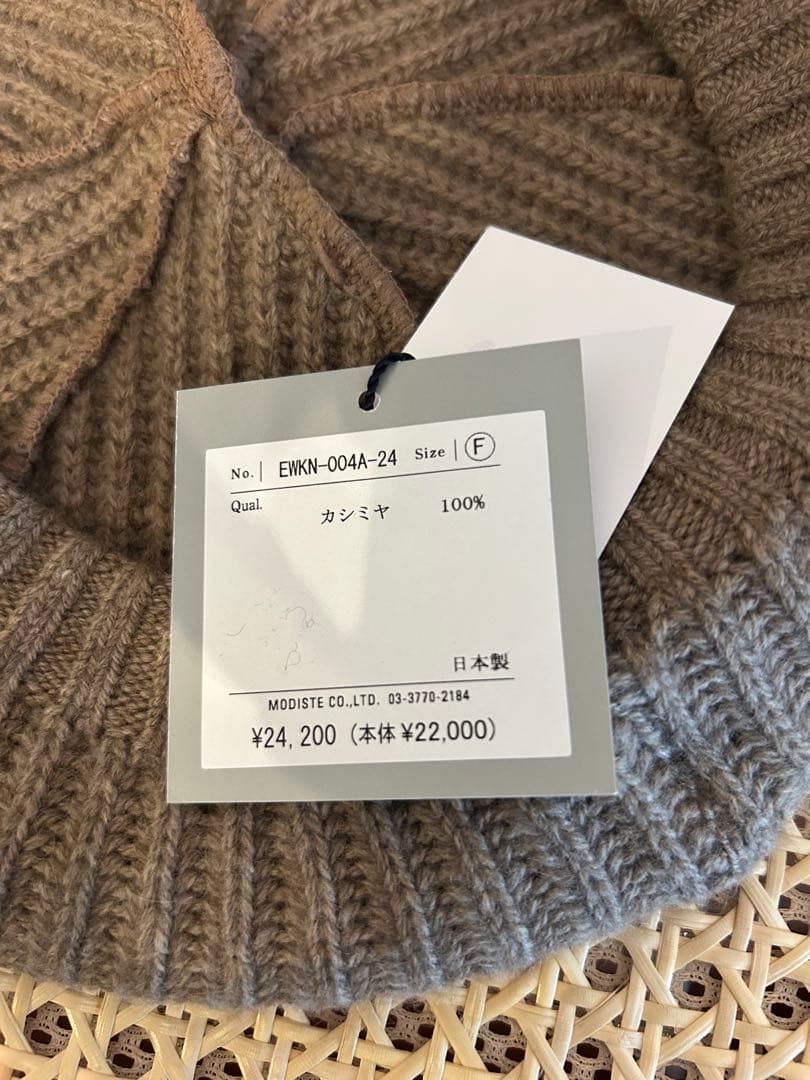 No. | EWKN-004A-24 Size | Ⓕ
Qual. カシミヤ 100%
日本製
MODISTE CO.,LTD. 03-3770-2184
¥24,200 (本体 ¥22,000)